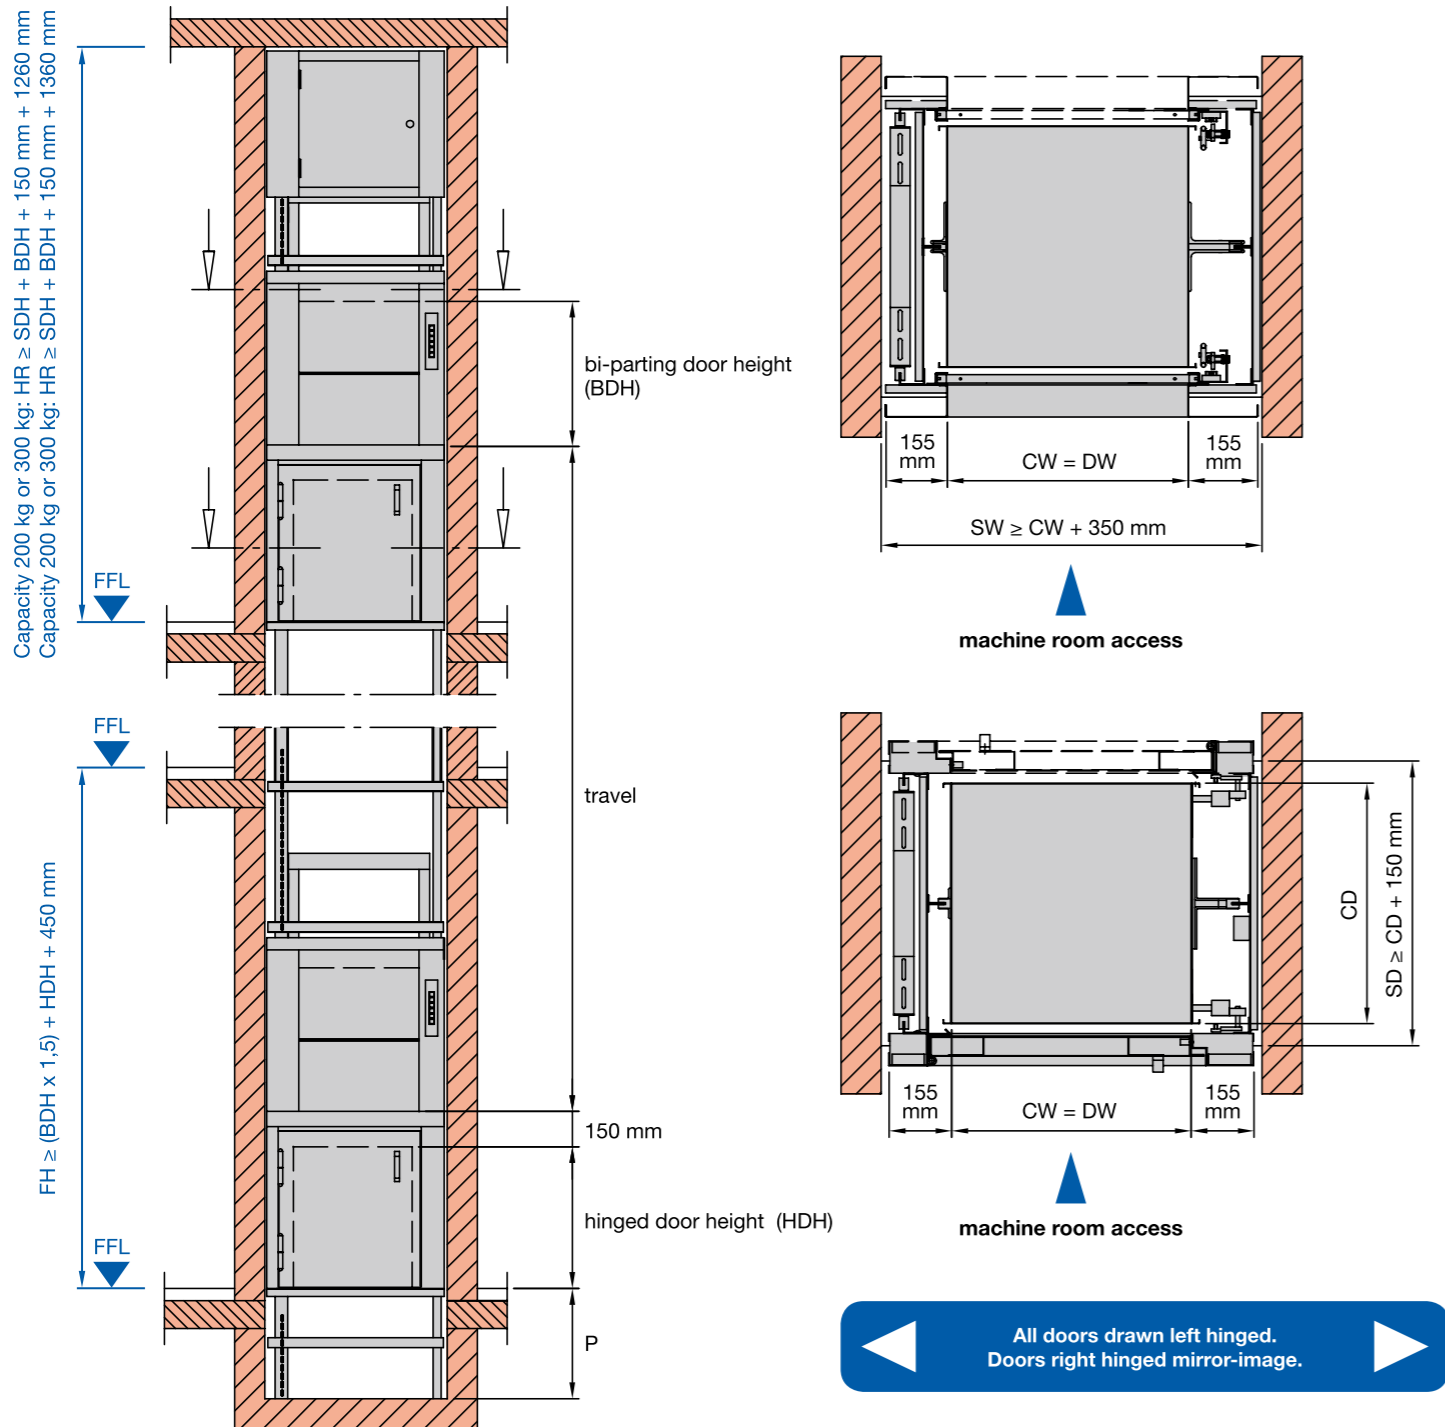 Capacity 200 kg or 300 kg: HR ≥ SDH + BDH + 150 mm + 1260 mm
Capacity 200 kg or 300 kg: HR ≥ SDH + BDH + 150 mm + 1360 mm
FFL
FFL
FH ≥ (BDH x 1,5) + HDH + 450 mm
FFL
bi-parting door height
(BDH)
travel
150 mm
hinged door height (HDH)
P
155
mm
CW = DW
155
mm
SW ≥ CW + 350 mm
machine room access
CD
SD ≥ CD + 150 mm
155
mm
CW = DW
155
mm
machine room access
All doors drawn left hinged.
Doors right hinged mirror-image.